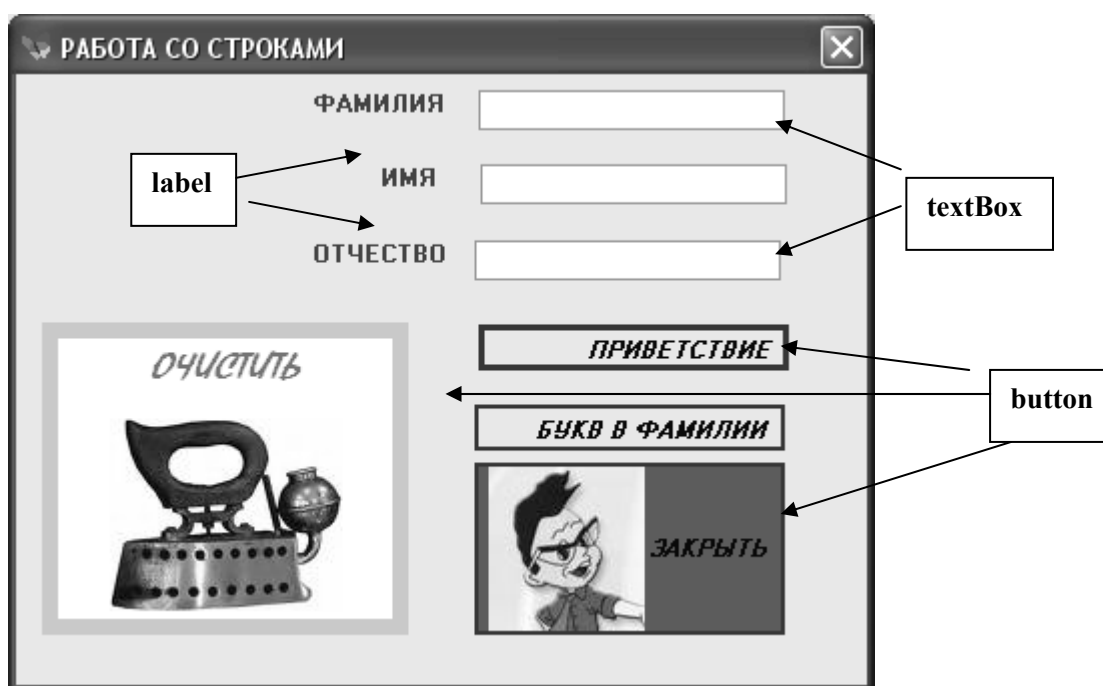 РАБОТА СО СТРОКАМИ
ФАМИЛИЯ
label
ИМЯ
textBox
ОТЧЕСТВО
ОЧИСТИТЬ
ПРИВЕТСТВИЕ
button
БУКВ В ФАМИЛИИ
ЗАКРЫТЬ